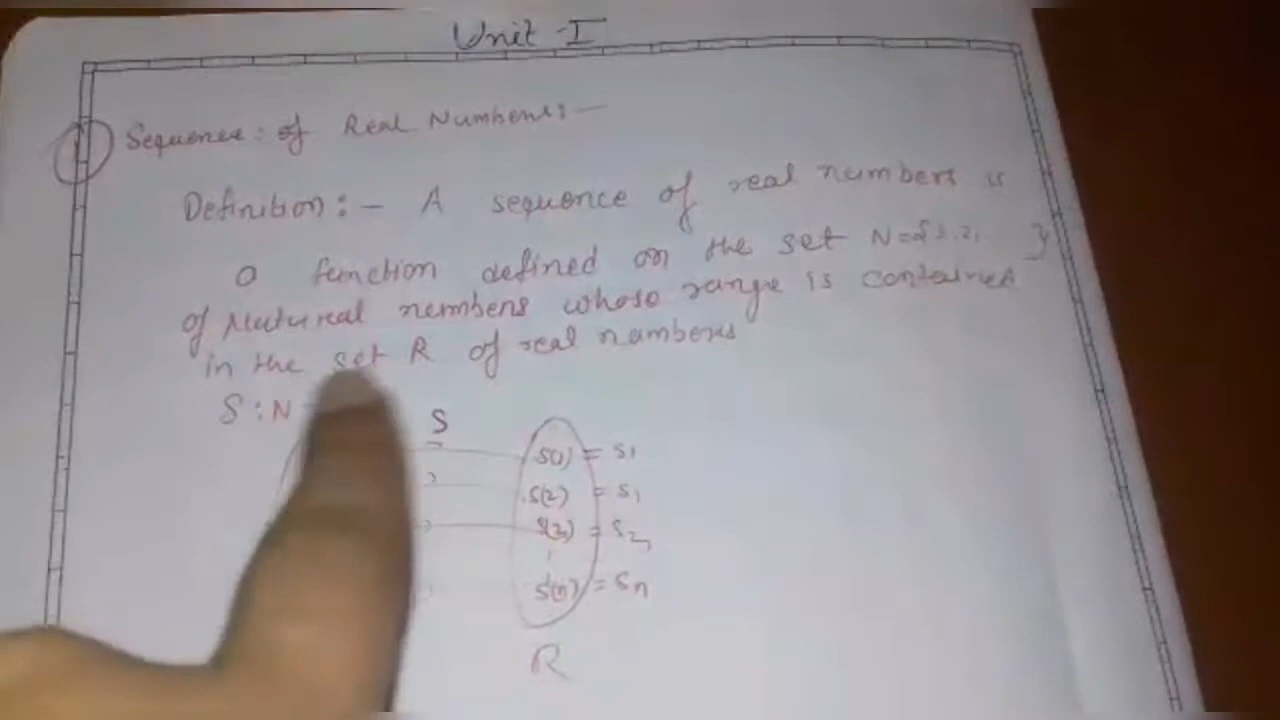 Unit - I
1 Sequence: of Real Numbers: -
Definition: - A sequence of real numbers is
a function defined on the set N={1,2, }
of Natural numbers whose range is contained
in the set R of real numbers
S : N
S
S(1) = S1
S(2) = S1
S(3) = S2
S(n) = Sn
R